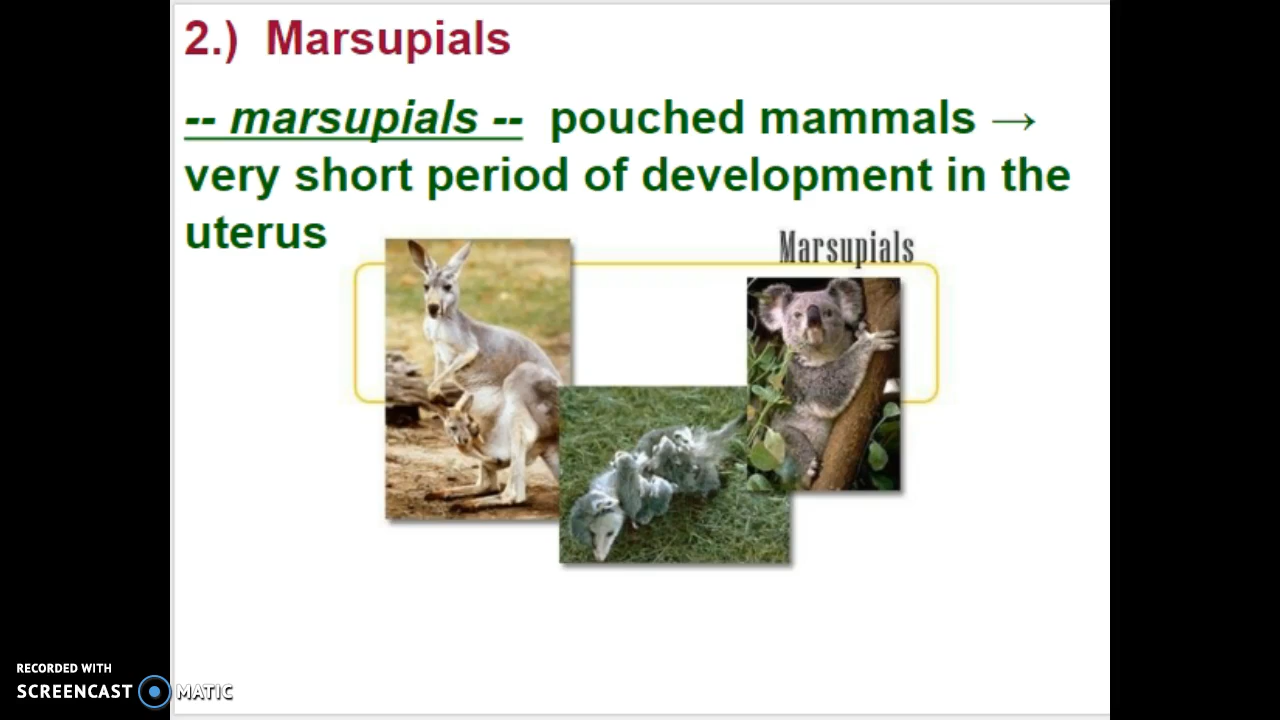 2.) Marsupials
-- marsupials -- pouched mammals →
very short period of development in the
uterus
Marsupials
RECORDED WITH
SCREENCAST MATIC